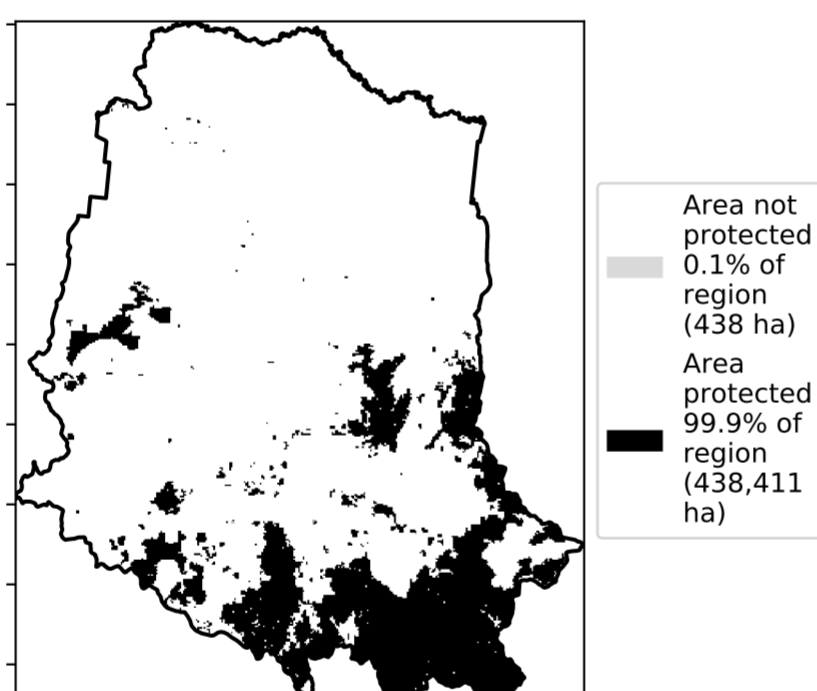 Area not
protected
0.1% of
region
(438 ha)
Area
protected
99.9% of
region
(438,411
ha)